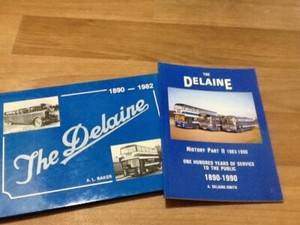 1890 — 1982
The Delaine
A. L. BAKER
THE
DELAINE
HISTORY PART II 1983-1990
ONE HUNDRED YEARS OF SERVICE
TO THE PUBLIC
1890-1990
A. DELAINE-SMITH